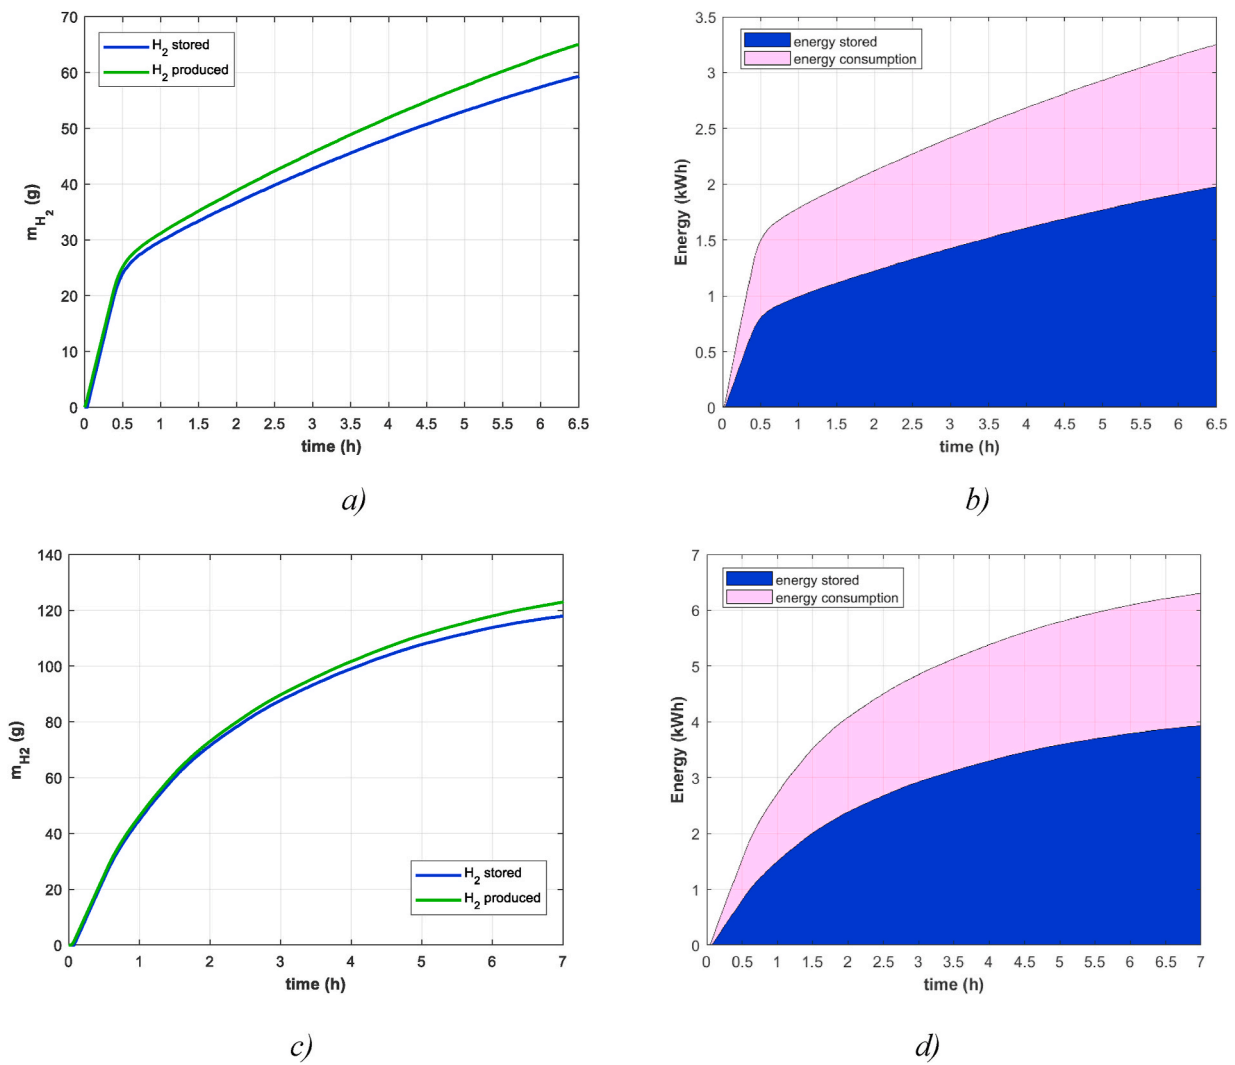 70
60
50
40
30
20
10
0
m_H₂ (g)
H₂ stored
H₂ produced
0 0.5 1 1.5 2 2.5 3 3.5 4 4.5 5 5.5 6 6.5
time (h)
a)
3.5
3
2.5
2
1.5
1
0.5
0
Energy (kWh)
energy stored
energy consumption
0 0.5 1 1.5 2 2.5 3 3.5 4 4.5 5 5.5 6 6.5
time (h)
b)
140
120
100
80
60
40
20
0
m_H2 (g)
H₂ stored
H₂ produced
0 1 2 3 4 5 6 7
time (h)
c)
7
6
5
4
3
2
1
0
Energy (kWh)
energy stored
energy consumption
0 0.5 1 1.5 2 2.5 3 3.5 4 4.5 5 5.5 6 6.5 7
time (h)
d)